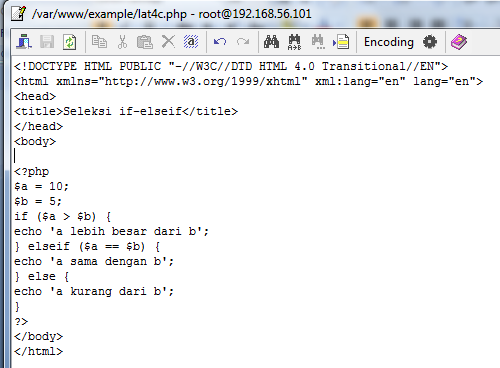 /var/www/example/lat4c.php - root@192.168.56.101
A+B
Encoding
<!DOCTYPE HTML PUBLIC "-//W3C//DTD HTML 4.0 Transitional//EN">
<html xmlns="http://www.w3.org/1999/xhtml" xml:lang="en" lang="en">
<head>
<title>Seleksi if-elseif</title>
</head>
<body>
<?php
$a = 10;
$b = 5;
if ($a > $b) {
echo 'a lebih besar dari b';
} elseif ($a == $b) {
echo 'a sama dengan b';
} else {
echo 'a kurang dari b';
}
?>
</body>
</html>